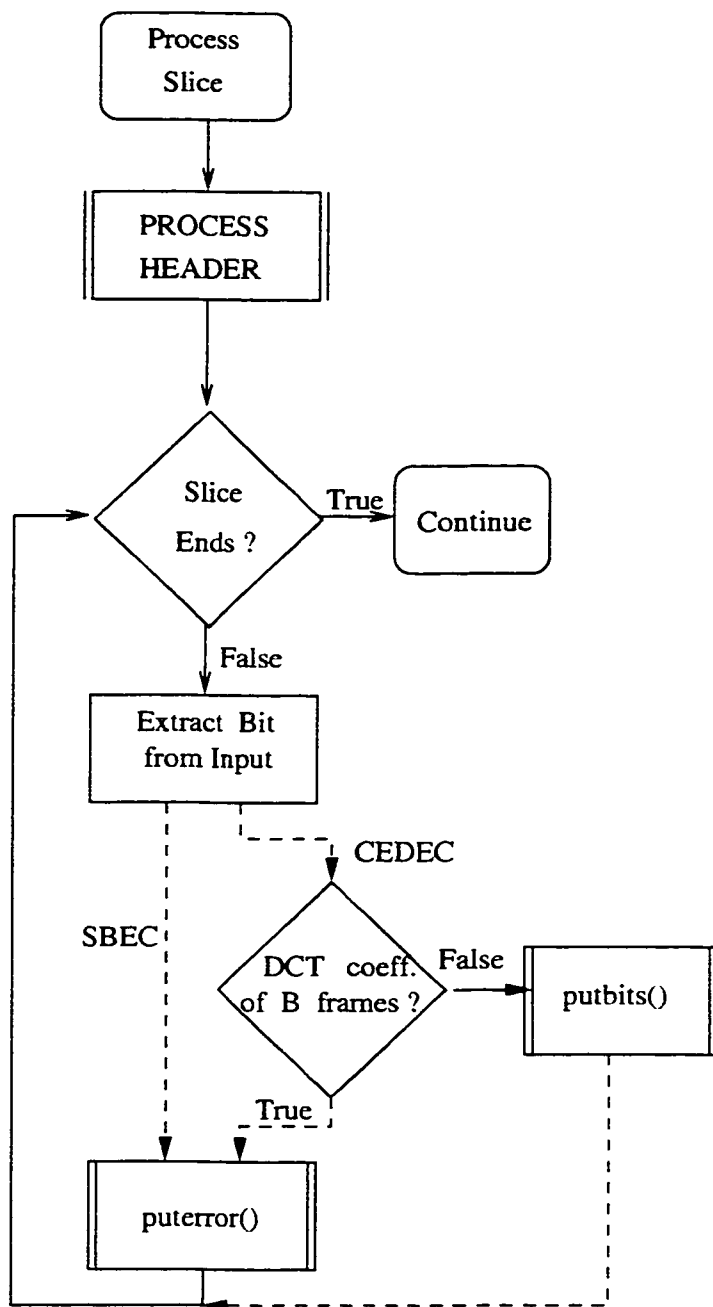 Process
Slice
PROCESS
HEADER
Slice
Ends ?
True
Continue
False
Extract Bit
from Input
CEDEC
SBEC
DCT coeff.
of B frames ?
False
putbits()
True
puterror()